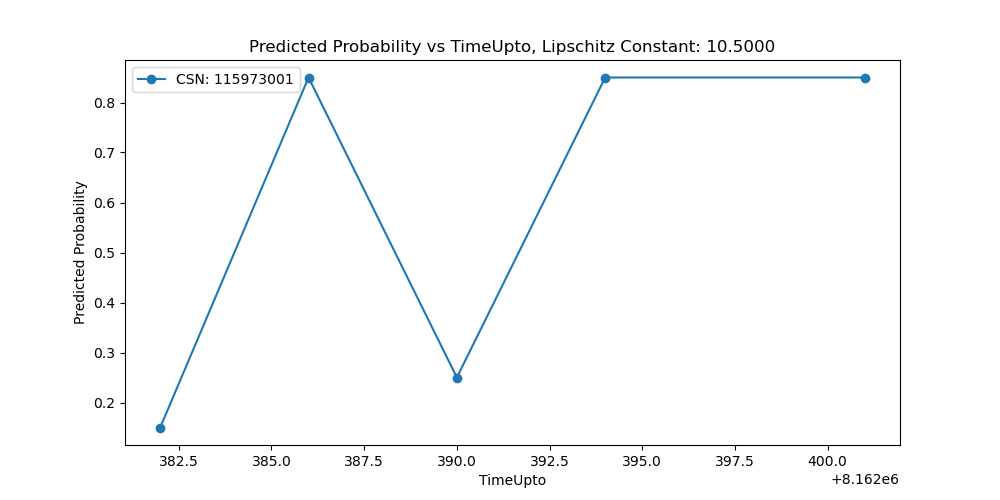 Predicted Probability vs TimeUpto, Lipschitz Constant: 10.5000
CSN: 115973001
Predicted Probability
0.8
0.7
0.6
0.5
0.4
0.3
0.2
382.5 385.0 387.5 390.0 392.5 395.0 397.5 400.0
TimeUpto
+8.162e6